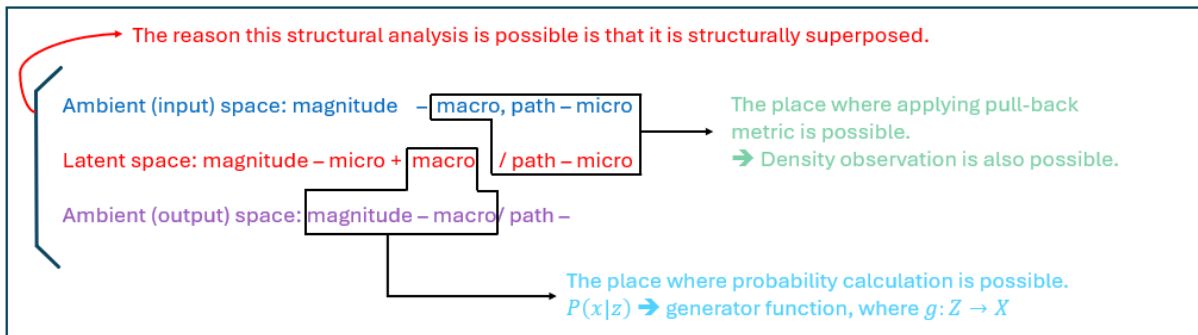 The reason this structural analysis is possible is that it is structurally superposed.
Ambient (input) space: magnitude – macro, path – micro
The place where applying pull-back
metric is possible.
➔ Density observation is also possible.
Latent space: magnitude – micro + macro / path – micro
Ambient (output) space: magnitude – macro/ path –
The place where probability calculation is possible.
P(x|z) ➔ generator function, where g: Z → X